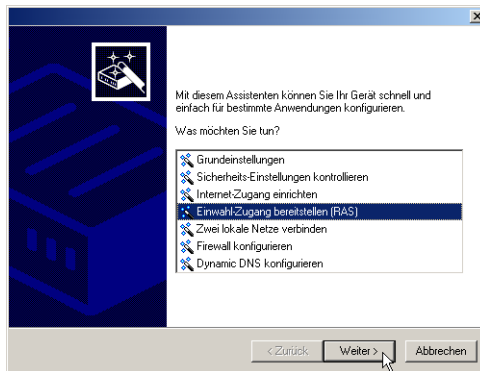 Mit diesem Assistenten können Sie Ihr Gerät schnell und
einfach für bestimmte Anwendungen konfigurieren.
Was möchten Sie tun?
Grundeinstellungen
Sicherheits-Einstellungen kontrollieren
Internet-Zugang einrichten
Einwahl-Zugang bereitstellen (RAS)
Zwei lokale Netze verbinden
Firewall konfigurieren
Dynamic DNS konfigurieren
< Zurück Weiter > Abbrechen